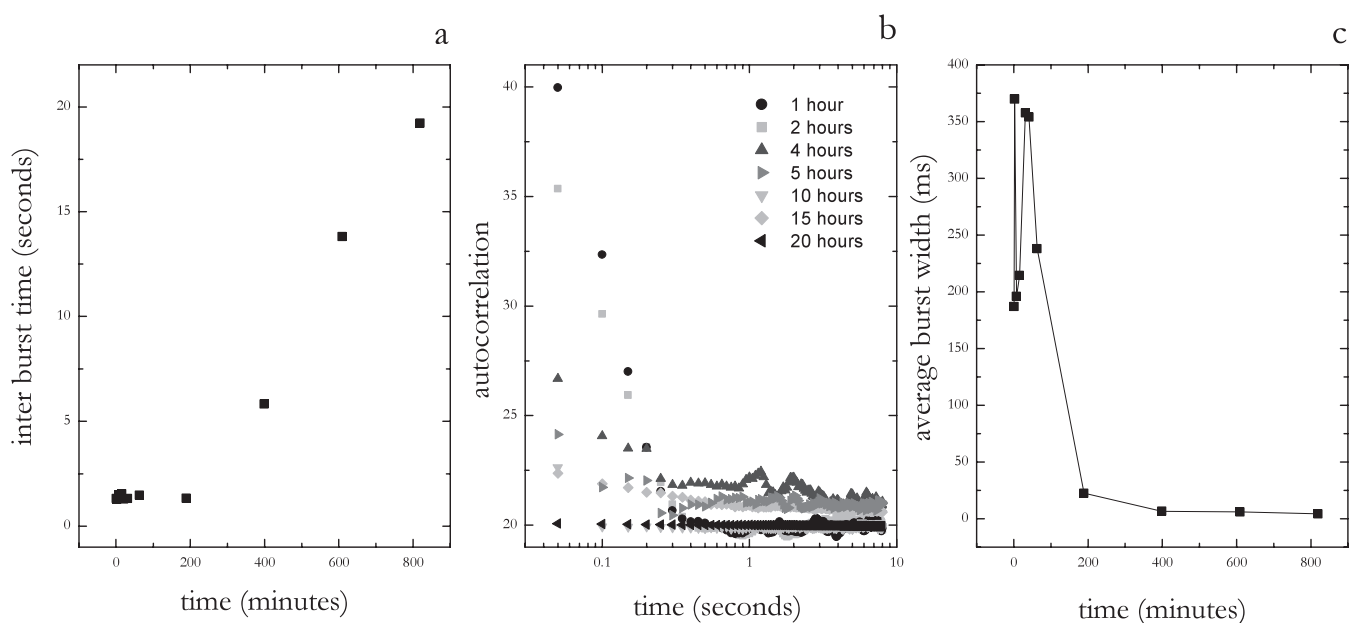 a
20
15
10
5
0
0
200
400
600
800
inter burst time (seconds)
time (minutes)
b
40
35
30
25
20
0.1
1
10
autocorrelation
time (seconds)
1 hour
2 hours
4 hours
5 hours
10 hours
15 hours
20 hours
c
400
350
300
250
200
150
100
50
0
0
200
400
600
800
average burst width (ms)
time (minutes)